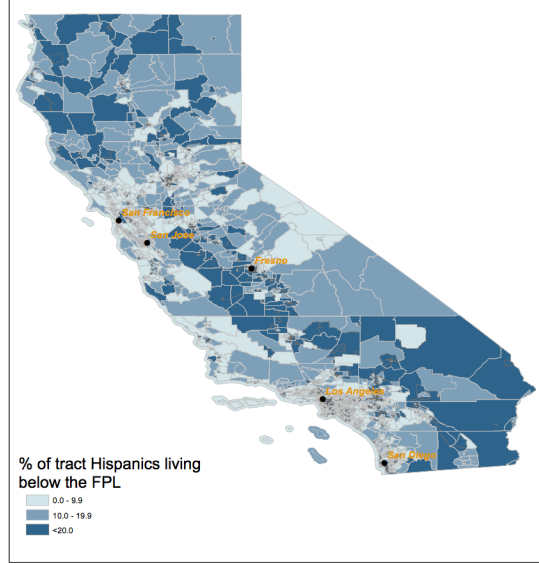 San Francisco
San Jose
Fresno
Los Angeles
San Diego
% of tract Hispanics living
below the FPL
0.0 - 9.9
10.0 - 19.9
<20.0